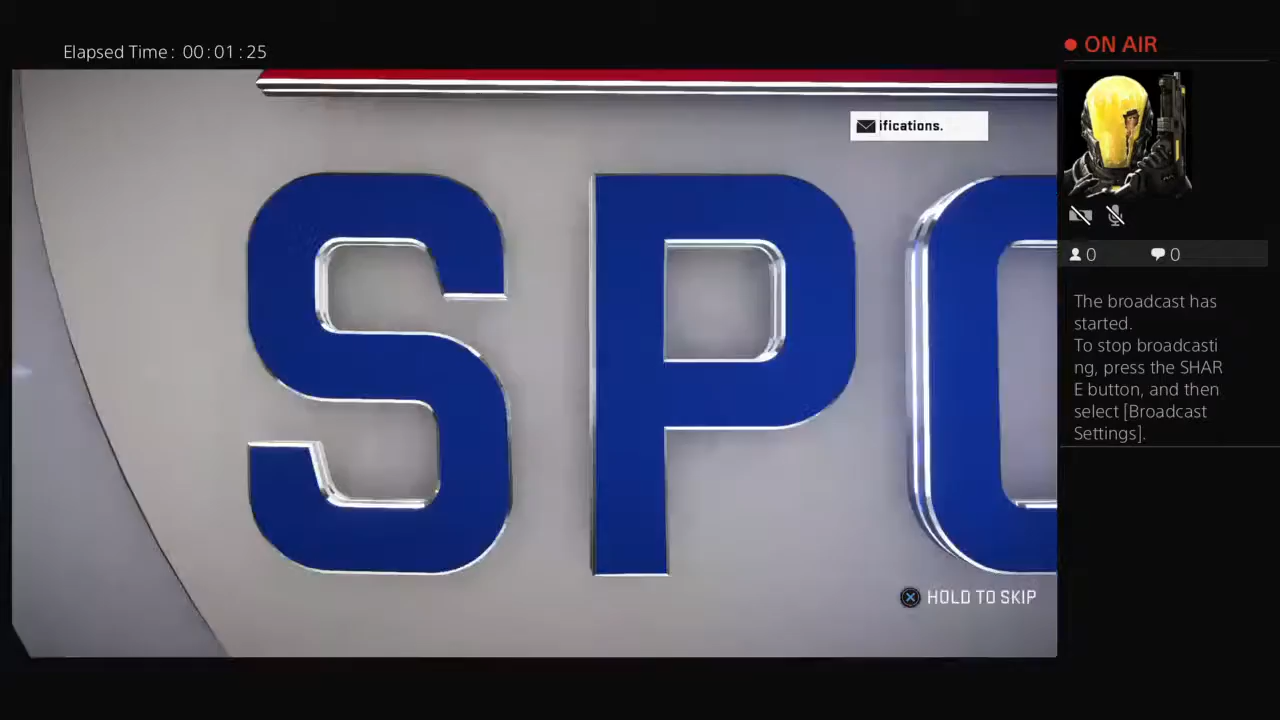 Elapsed Time: 00:01:25
ON AIR
ifications.
SPO
0
0
The broadcast has
started.
To stop broadcasti
ng, press the SHAR
E button, and then
select [Broadcast
Settings].
HOLD TO SKIP